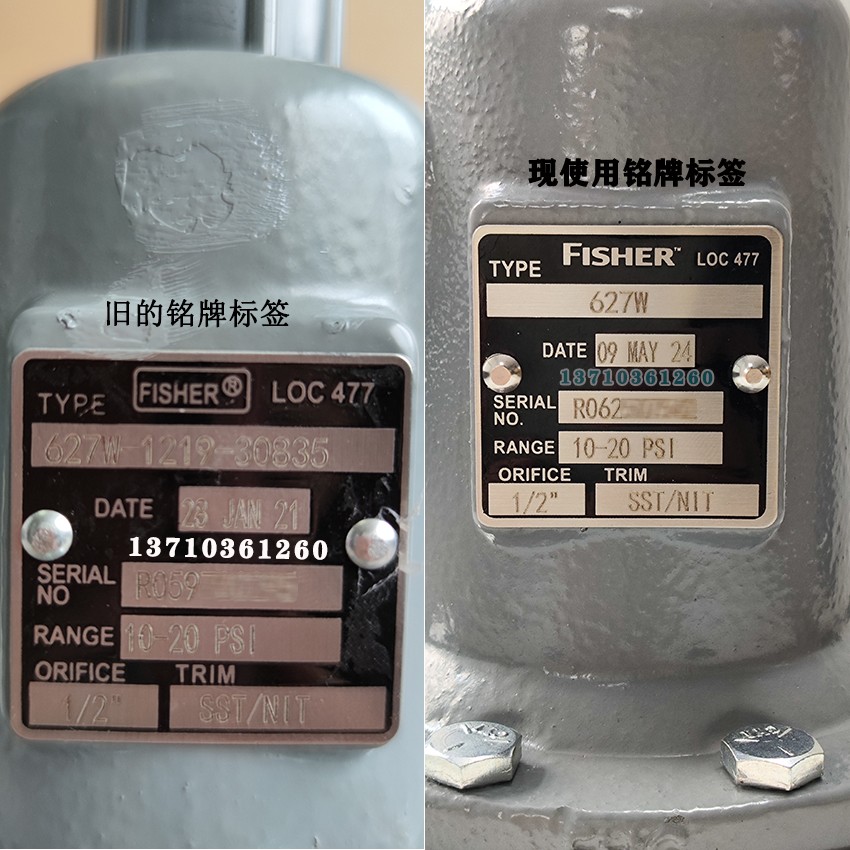 旧的铭牌标签
TYPE FISHER® LOC 477
627W-1219-30835
DATE 23 JAN 21
13710361260
SERIAL NO R059
RANGE 10-20 PSI
ORIFICE TRIM
1/2" SST/NIT
现使用铭牌标签
TYPE FISHER™ LOC 477
627W
DATE 09 MAY 24
13710361260
SERIAL NO. R062
RANGE 10-20 PSI
ORIFICE TRIM
1/2" SST/NIT